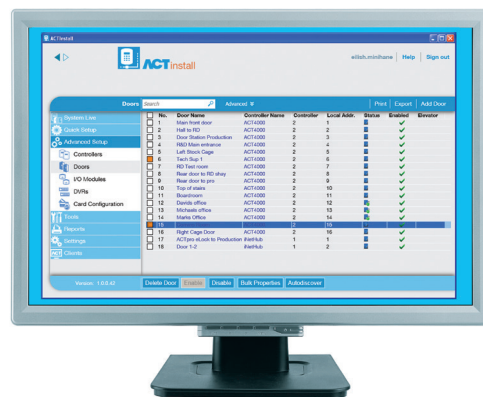 ACTinstall
eilish.minihane Help Sign out
ACTinstall
Doors Search Advanced Print Export Add Door
System Live
Quick Setup
Advanced Setup
Controllers
Doors
I/O Modules
DVRs
Card Configuration
Tools
Reports
Settings
ACT Clients
No. Door Name Controller Name Controller Local Addr. Status Enabled Elevator
1 Main front door ACT4000 2 1
2 Hall to RD ACT4000 2 2
3 Door Station Production ACT4000 2 3
4 R&D Main entrance ACT4000 2 4
5 Left Stock Cage ACT4000 2 5
6 Tech Sup 1 ACT4000 2 6
7 RD Test room ACT4000 2 7
8 Rear door to RD ACT4000 2 8
9 Rear door to pro ACT4000 2 9
10 Top of stairs ACT4000 2 10
11 Boardroom ACT4000 2 11
12 Davids office ACT4000 2 12
13 Michaels office ACT4000 2 13
14 Marks Office ACT4000 2 14
15 2 15
16 Right Cage Door ACT4000 2 16
17 ACTpro eLock to Production iNetHub 1 1
18 Door 1-2 iNetHub 1 2
Version: 1.0.0.42 Delete Door Enable Disable Bulk Properties Autodiscover